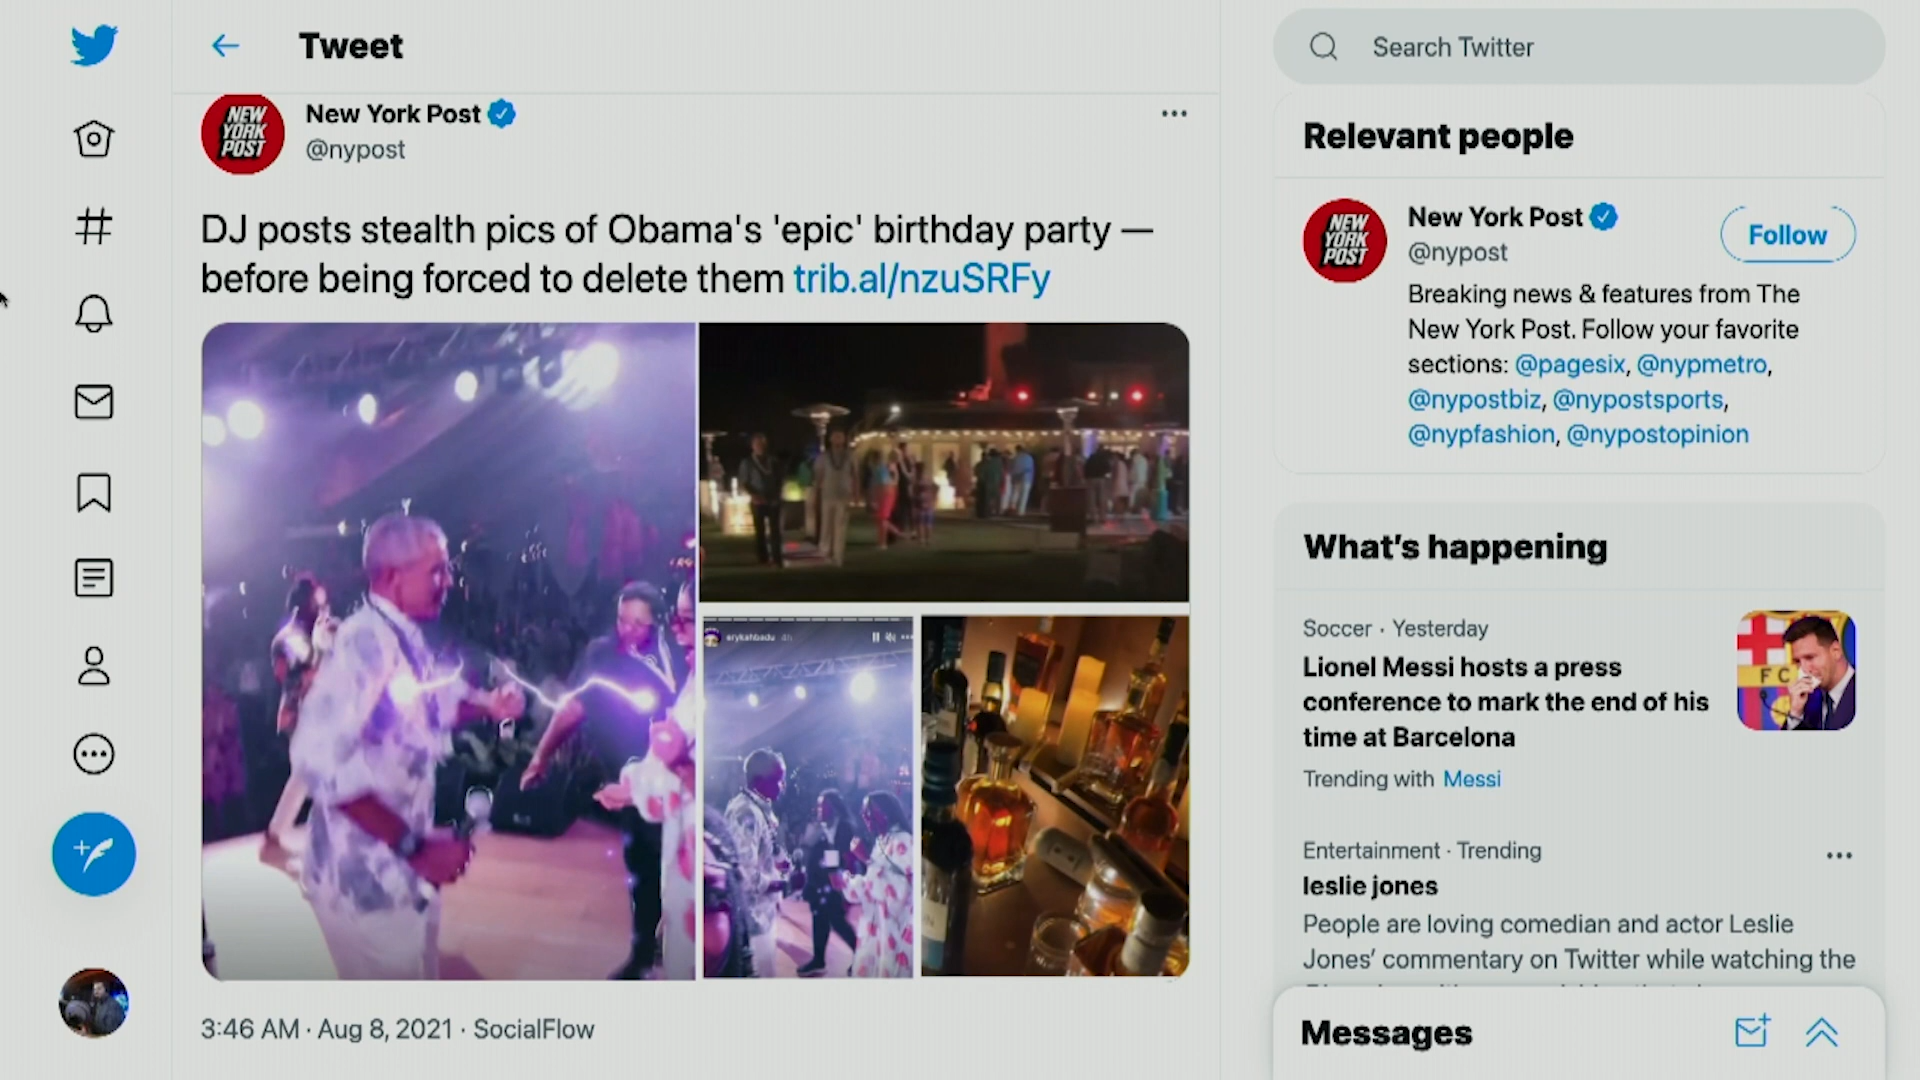 Tweet
NEW
YORK
POST
New York Post
@nypost
DJ posts stealth pics of Obama's 'epic' birthday party —
before being forced to delete them trib.al/nzuSRFy
erykahbadu 4h
3:46 AM · Aug 8, 2021 · SocialFlow
Search Twitter
Relevant people
NEW
YORK
POST
New York Post
@nypost
Follow
Breaking news & features from The
New York Post. Follow your favorite
sections: @pagesix, @nypmetro,
@nypostbiz, @nypostsports,
@nypfashion, @nypostopinion
What's happening
Soccer · Yesterday
Lionel Messi hosts a press
conference to mark the end of his
time at Barcelona
Trending with Messi
F C
Entertainment · Trending
leslie jones
People are loving comedian and actor Leslie
Jones' commentary on Twitter while watching the
Messages